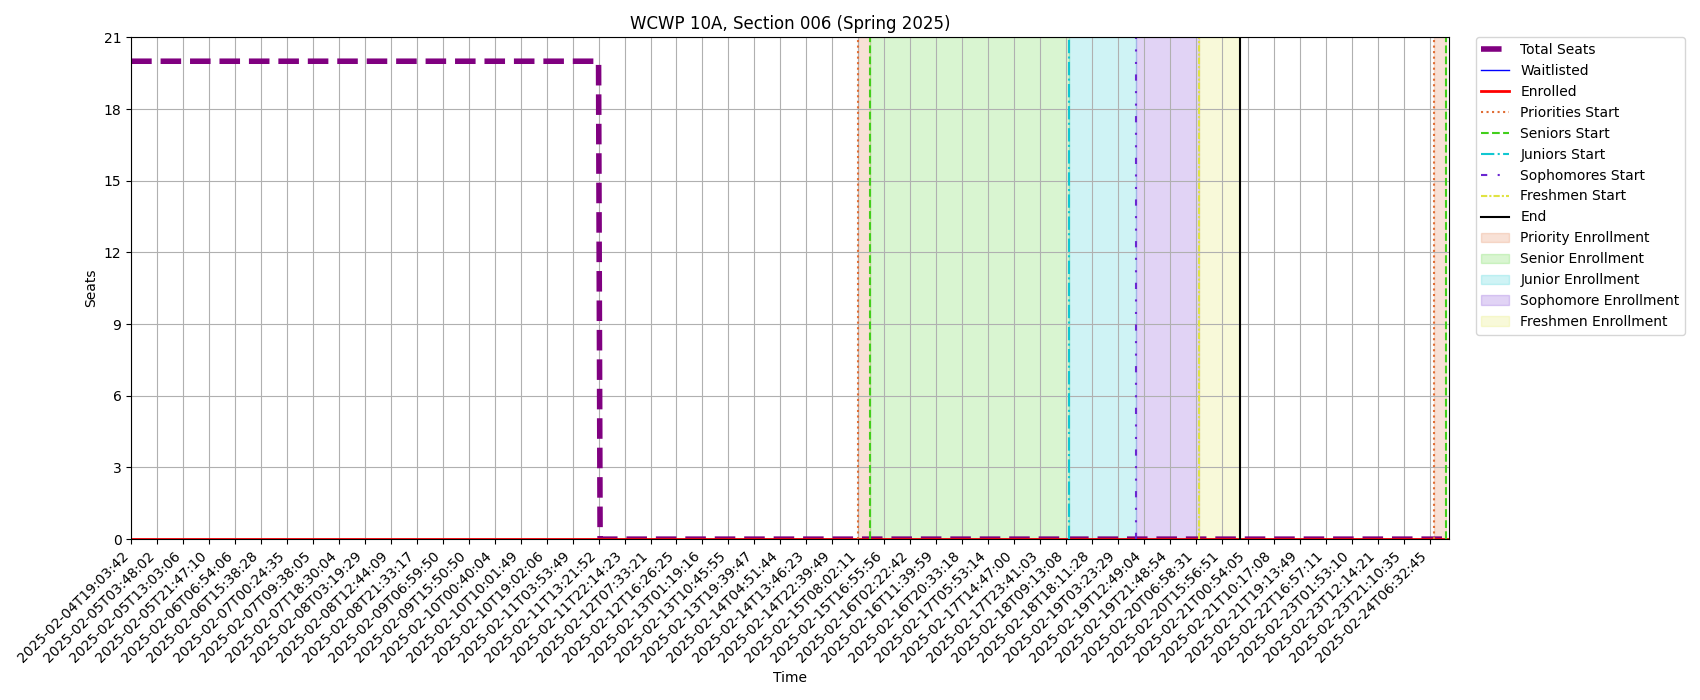 WCWP 10A, Section 006 (Spring 2025)
21
18
15
12
9
6
3
0
Seats
2025-02-04T19:03:42
2025-02-05T03:48:02
2025-02-05T13:03:06
2025-02-05T21:47:10
2025-02-06T06:54:06
2025-02-06T15:38:28
2025-02-07T00:24:35
2025-02-07T09:38:05
2025-02-07T18:30:04
2025-02-08T03:19:29
2025-02-08T12:44:09
2025-02-08T21:33:17
2025-02-09T06:59:50
2025-02-09T15:50:50
2025-02-10T00:40:04
2025-02-10T10:01:49
2025-02-10T19:02:06
2025-02-11T03:53:49
2025-02-11T13:21:52
2025-02-11T22:14:23
2025-02-12T07:33:21
2025-02-12T16:26:25
2025-02-13T01:19:16
2025-02-13T10:45:55
2025-02-13T19:39:47
2025-02-14T04:51:44
2025-02-14T13:46:23
2025-02-14T22:39:49
2025-02-15T08:02:11
2025-02-15T16:55:56
2025-02-16T02:22:42
2025-02-16T11:39:59
2025-02-16T20:33:18
2025-02-17T05:53:14
2025-02-17T14:47:00
2025-02-17T23:41:03
2025-02-18T09:13:08
2025-02-18T18:11:28
2025-02-19T03:23:29
2025-02-19T12:49:04
2025-02-19T21:48:54
2025-02-20T06:58:31
2025-02-20T15:56:51
2025-02-21T00:54:05
2025-02-21T10:17:08
2025-02-21T19:13:49
2025-02-22T16:57:11
2025-02-23T01:53:10
2025-02-23T12:14:21
2025-02-23T21:10:35
2025-02-24T06:32:45
Time
Total Seats
Waitlisted
Enrolled
Priorities Start
Seniors Start
Juniors Start
Sophomores Start
Freshmen Start
End
Priority Enrollment
Senior Enrollment
Junior Enrollment
Sophomore Enrollment
Freshmen Enrollment